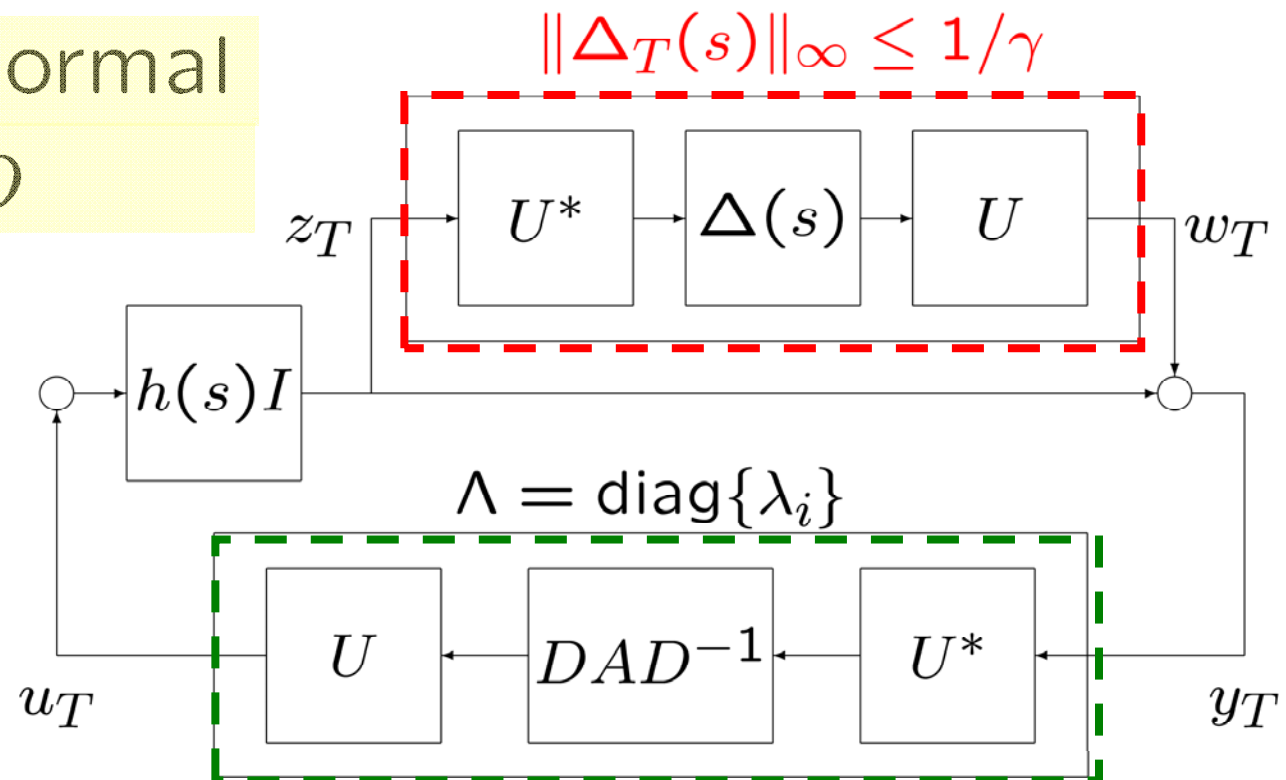 ormal
‖Δ_T(s)‖∞ ≤ 1/γ
z_T
U* Δ(s) U
w_T
h(s)I
Λ = diag{λ_i}
U DAD⁻¹ U*
u_T
y_T